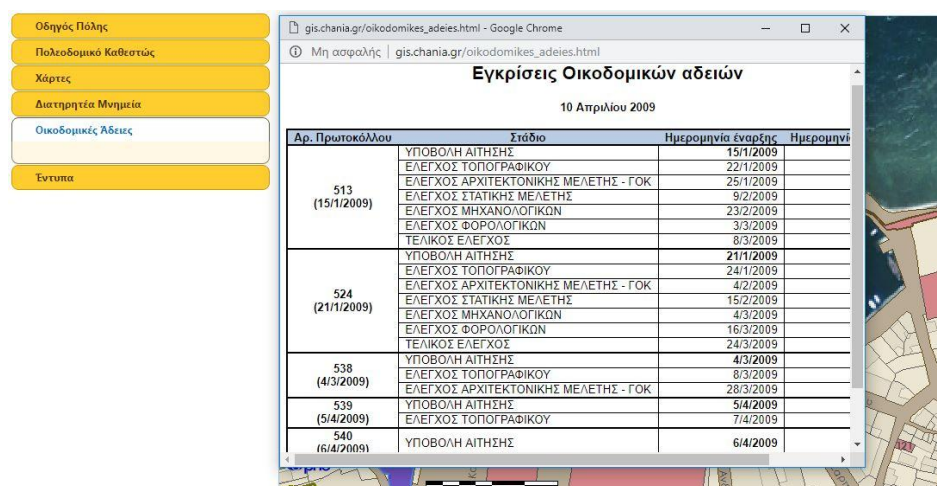 Οδηγός Πόλης
Πολεοδομικό Καθεστώς
Χάρτες
Διατηρητέα Μνημεία
Οικοδομικές Άδειες
Έντυπα
gis.chania.gr/oikodomikes_adeies.html - Google Chrome
Μη ασφαλής | gis.chania.gr/oikodomikes_adeies.html
Εγκρίσεις Οικοδομικών αδειών
10 Απριλίου 2009
Αρ. Πρωτοκόλλου Στάδιο Ημερομηνία έναρξης
513 (15/1/2009)
ΥΠΟΒΟΛΗ ΑΙΤΗΣΗΣ 15/1/2009
ΕΛΕΓΧΟΣ ΤΟΠΟΓΡΑΦΙΚΟΥ 22/1/2009
ΕΛΕΓΧΟΣ ΑΡΧΙΤΕΚΤΟΝΙΚΗΣ ΜΕΛΕΤΗΣ - ΓΟΚ 25/1/2009
ΕΛΕΓΧΟΣ ΣΤΑΤΙΚΗΣ ΜΕΛΕΤΗΣ 9/2/2009
ΕΛΕΓΧΟΣ ΜΗΧΑΝΟΛΟΓΙΚΩΝ 23/2/2009
ΕΛΕΓΧΟΣ ΦΟΡΟΛΟΓΙΚΩΝ 3/3/2009
ΤΕΛΙΚΟΣ ΕΛΕΓΧΟΣ 8/3/2009
524 (21/1/2009)
ΥΠΟΒΟΛΗ ΑΙΤΗΣΗΣ 21/1/2009
ΕΛΕΓΧΟΣ ΤΟΠΟΓΡΑΦΙΚΟΥ 24/1/2009
ΕΛΕΓΧΟΣ ΑΡΧΙΤΕΚΤΟΝΙΚΗΣ ΜΕΛΕΤΗΣ - ΓΟΚ 4/2/2009
ΕΛΕΓΧΟΣ ΣΤΑΤΙΚΗΣ ΜΕΛΕΤΗΣ 15/2/2009
ΕΛΕΓΧΟΣ ΜΗΧΑΝΟΛΟΓΙΚΩΝ 4/3/2009
ΕΛΕΓΧΟΣ ΦΟΡΟΛΟΓΙΚΩΝ 16/3/2009
ΤΕΛΙΚΟΣ ΕΛΕΓΧΟΣ 24/3/2009
538 (4/3/2009)
ΥΠΟΒΟΛΗ ΑΙΤΗΣΗΣ 4/3/2009
ΕΛΕΓΧΟΣ ΤΟΠΟΓΡΑΦΙΚΟΥ 8/3/2009
ΕΛΕΓΧΟΣ ΑΡΧΙΤΕΚΤΟΝΙΚΗΣ ΜΕΛΕΤΗΣ - ΓΟΚ 28/3/2009
539 (5/4/2009)
ΥΠΟΒΟΛΗ ΑΙΤΗΣΗΣ 5/4/2009
ΕΛΕΓΧΟΣ ΤΟΠΟΓΡΑΦΙΚΟΥ 7/4/2009
540 (6/4/2009)
ΥΠΟΒΟΛΗ ΑΙΤΗΣΗΣ 6/4/2009